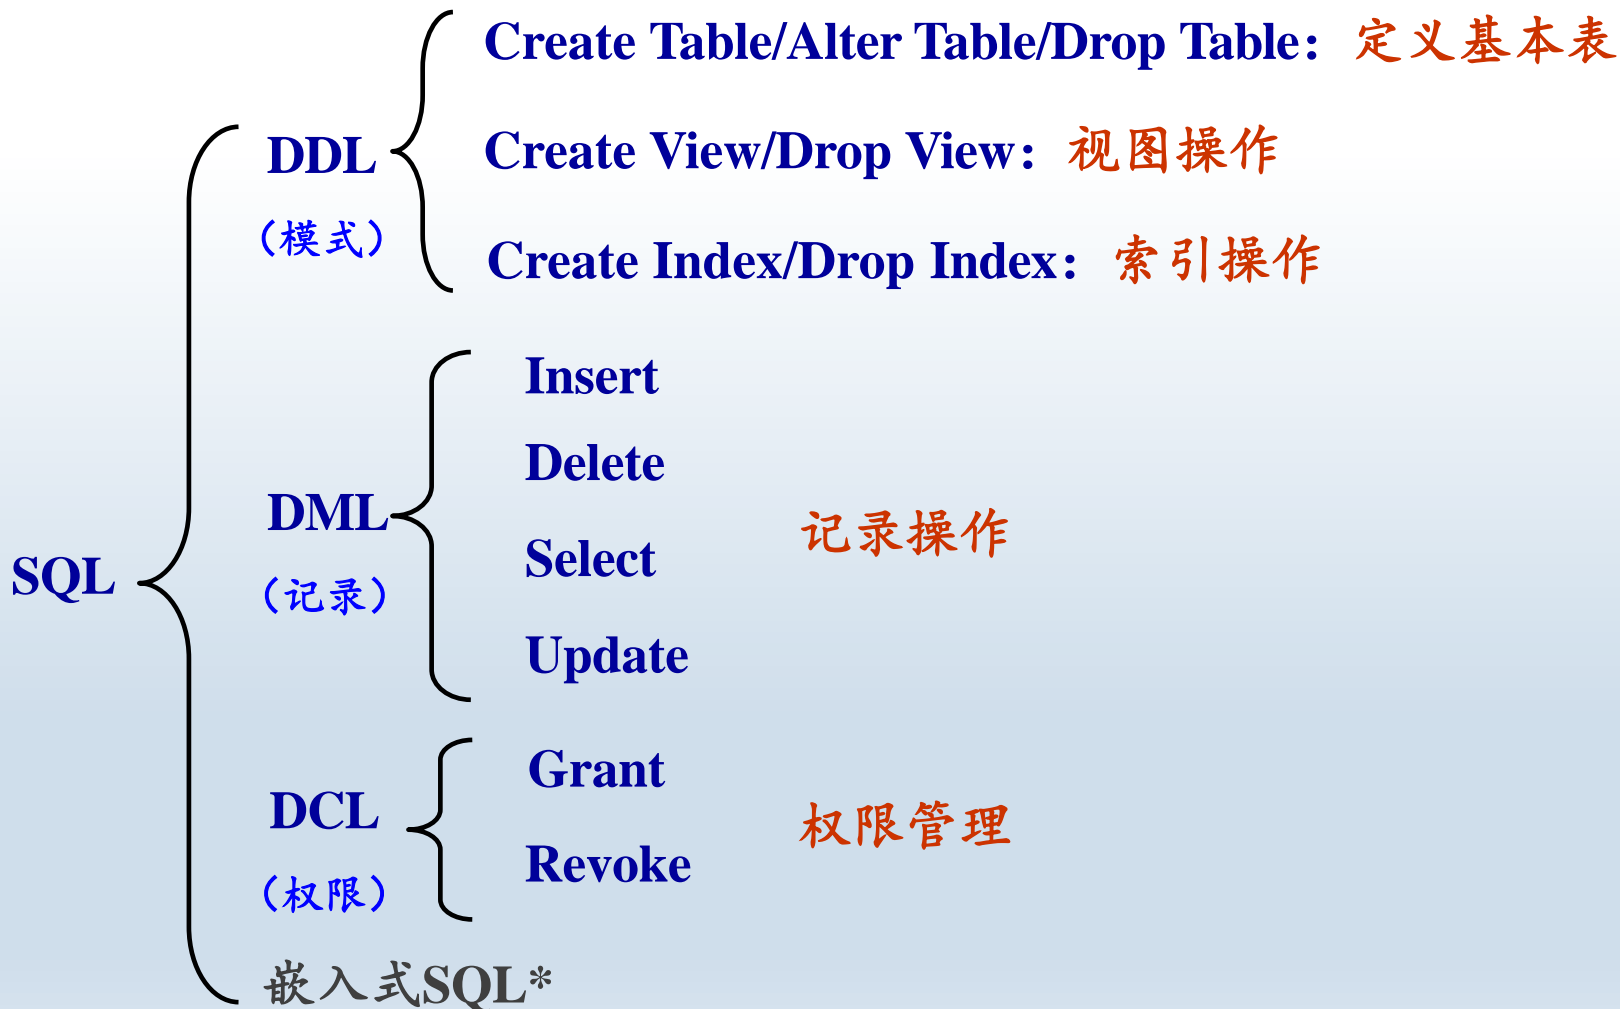 Create Table/Alter Table/Drop Table：定义基本表
DDL
Create View/Drop View：视图操作
（模式）
Create Index/Drop Index：索引操作
Insert
Delete
DML
记录操作
Select
SQL
（记录）
Update
Grant
DCL
权限管理
Revoke
（权限）
嵌入式SQL*